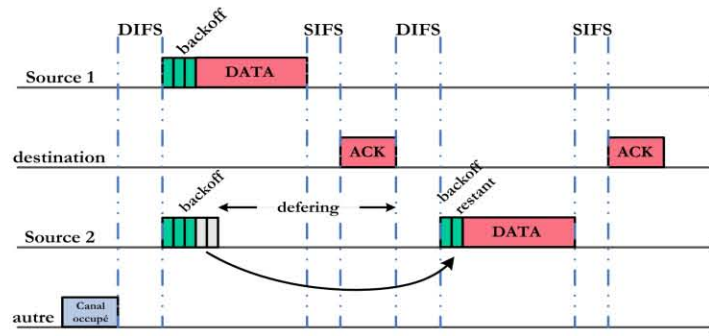 DIFS
SIFS
DIFS
SIFS
backoff
Source 1
DATA
destination
ACK
ACK
backoff
defering
backoff
restant
Source 2
DATA
autre
Canal
occupé